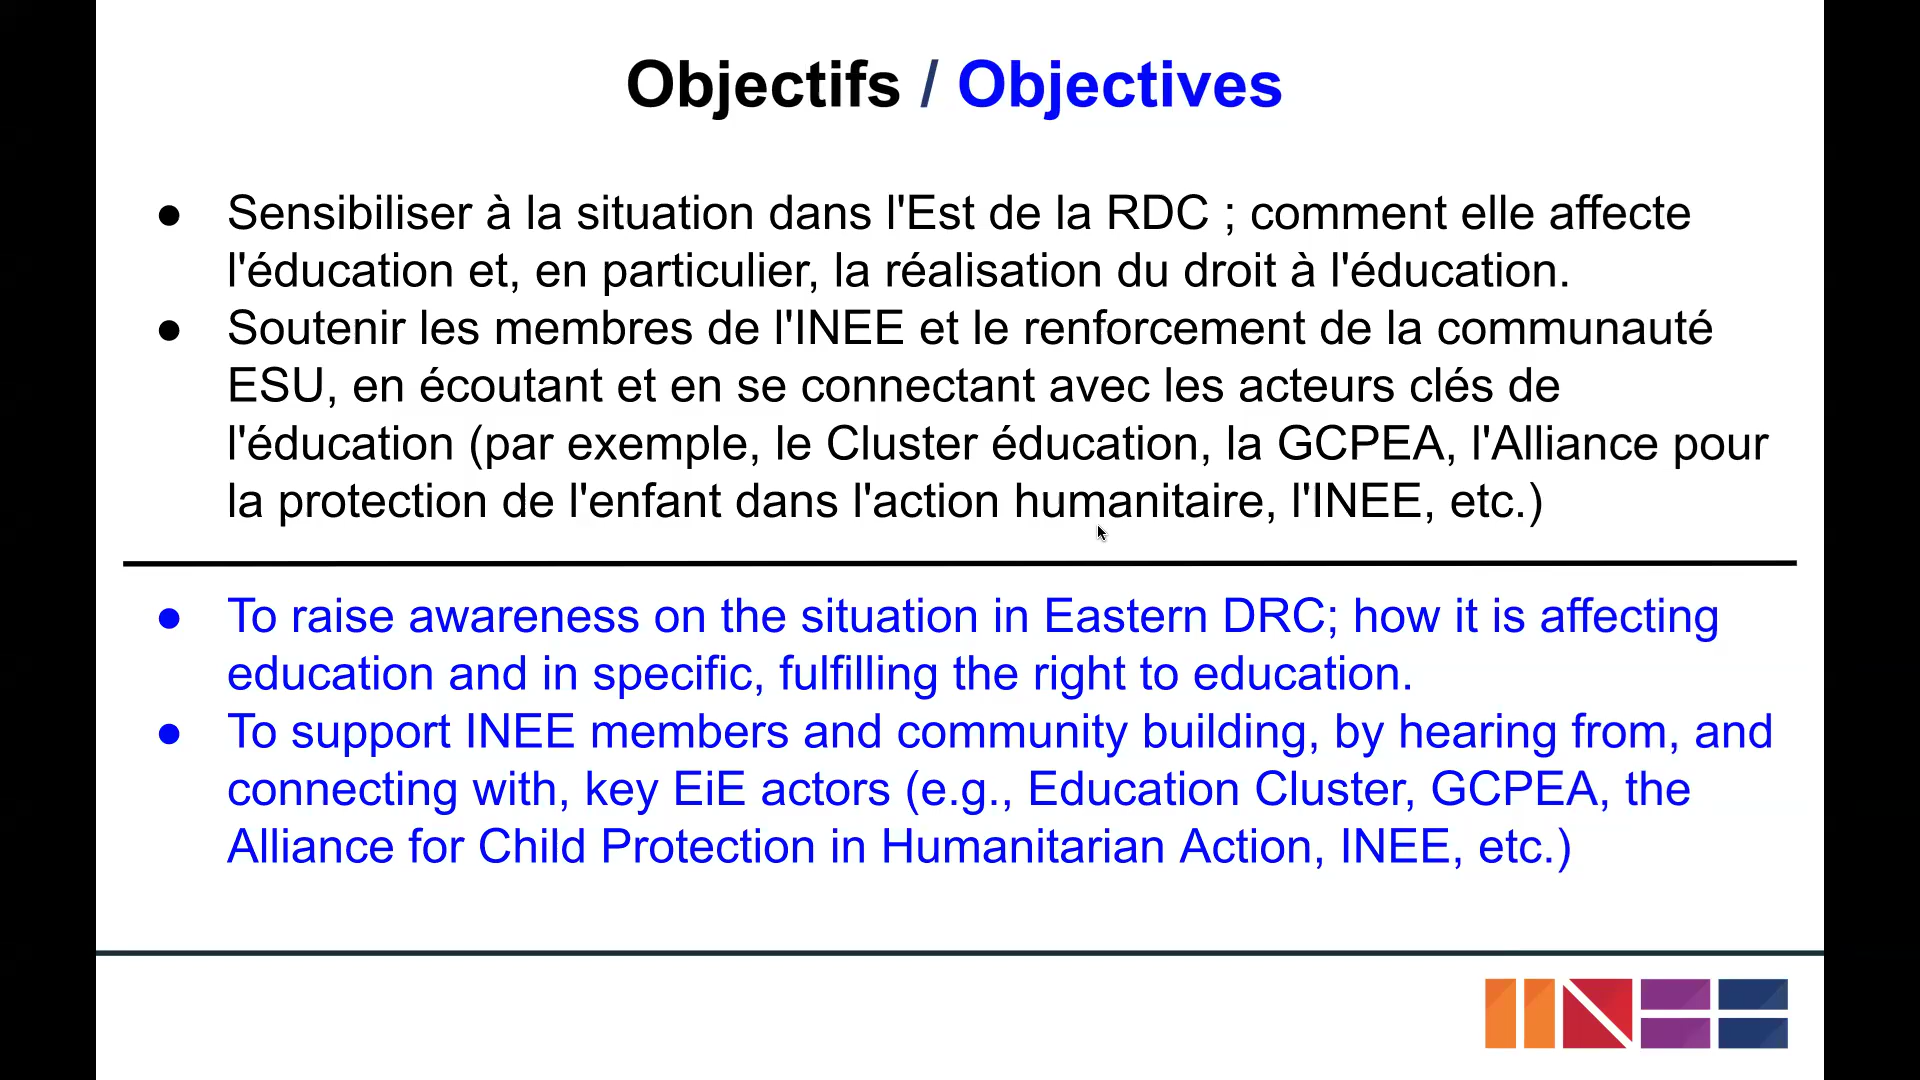 Objectifs / Objectives
● Sensibiliser à la situation dans l'Est de la RDC ; comment elle affecte
l'éducation et, en particulier, la réalisation du droit à l'éducation.
● Soutenir les membres de l'INEE et le renforcement de la communauté
ESU, en écoutant et en se connectant avec les acteurs clés de
l'éducation (par exemple, le Cluster éducation, la GCPEA, l'Alliance pour
la protection de l'enfant dans l'action humanitaire, l'INEE, etc.)
● To raise awareness on the situation in Eastern DRC; how it is affecting
education and in specific, fulfilling the right to education.
● To support INEE members and community building, by hearing from, and
connecting with, key EiE actors (e.g., Education Cluster, GCPEA, the
Alliance for Child Protection in Humanitarian Action, INEE, etc.)
INEE